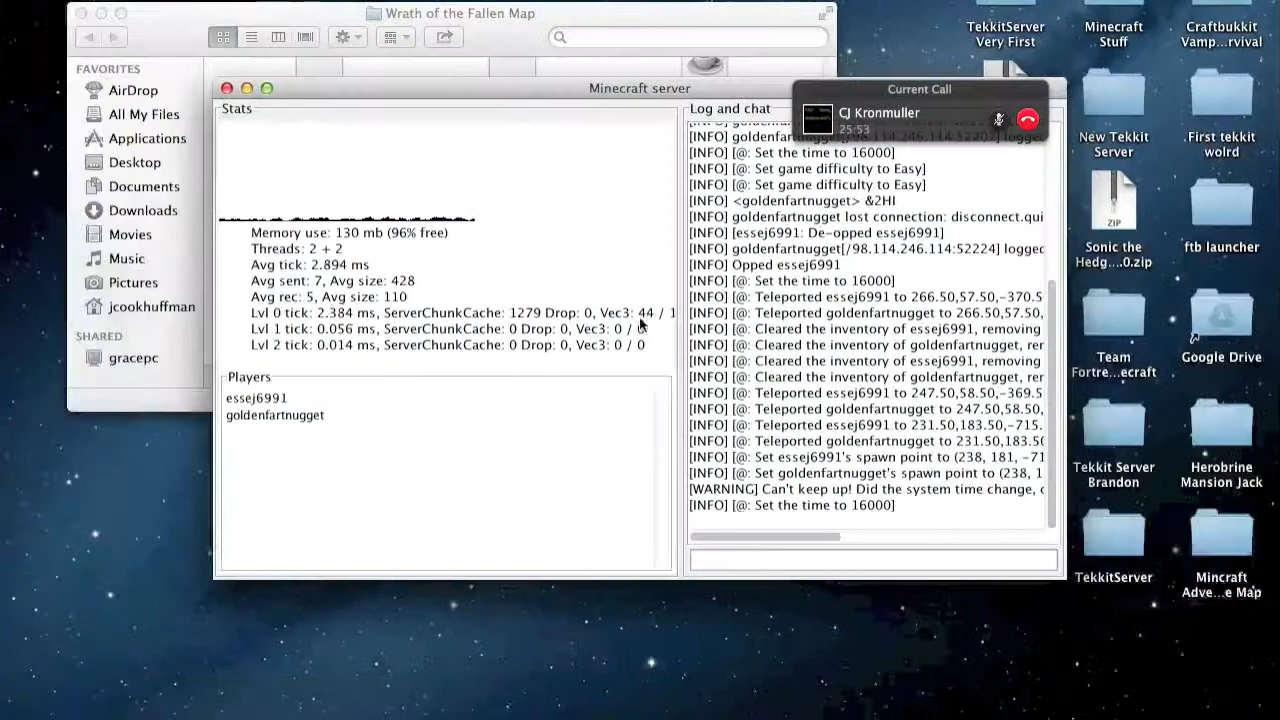 Wrath of the Fallen Map
FAVORITES
AirDrop
All My Files
Applications
Desktop
Documents
Downloads
Movies
Music
Pictures
jcookhuffman
SHARED
gracepc
Minecraft server
Stats
Memory use: 130 mb (96% free)
Threads: 2 + 2
Avg tick: 2.894 ms
Avg sent: 7, Avg size: 428
Avg rec: 5, Avg size: 110
Lvl 0 tick: 2.384 ms, ServerChunkCache: 1279 Drop: 0, Vec3: 44 / 1
Lvl 1 tick: 0.056 ms, ServerChunkCache: 0 Drop: 0, Vec3: 0 /
Lvl 2 tick: 0.014 ms, ServerChunkCache: 0 Drop: 0, Vec3: 0 / 0
Players
essej6991
goldenfartnugget
Log and chat
[INFO] [@: Set the time to 16000]
[INFO] [@: Set game difficulty to Easy]
[INFO] [@: Set game difficulty to Easy]
[INFO] <goldenfartnugget> &2HI
[INFO] goldenfartnugget lost connection: disconnect.qui
[INFO] [essej6991: De-opped essej6991]
[INFO] goldenfartnugget[/98.114.246.114:52224] logged
[INFO] Opped essej6991
[INFO] [@: Set the time to 16000]
[INFO] [@: Teleported essej6991 to 266.50,57.50,-370.5
[INFO] [@: Teleported goldenfartnugget to 266.50,57.50,
[INFO] [@: Cleared the inventory of essej6991, removing
[INFO] [@: Cleared the inventory of goldenfartnugget, rer
[INFO] [@: Cleared the inventory of essej6991, removing
[INFO] [@: Cleared the inventory of goldenfartnugget, rer
[INFO] [@: Teleported essej6991 to 247.50,58.50,-369.5
[INFO] [@: Teleported goldenfartnugget to 247.50,58.50,
[INFO] [@: Teleported essej6991 to 231.50,183.50,-715.
[INFO] [@: Teleported goldenfartnugget to 231.50,183.50
[INFO] [@: Set essej6991's spawn point to (238, 181, -71
[INFO] [@: Set goldenfartnugget's spawn point to (238, 1
[WARNING] Can't keep up! Did the system time change, o
[INFO] [@: Set the time to 16000]
Current Call
CJ Kronmuller
25:53
TekkitServer
Very First
Minecraft
Stuff
Craftbukkit
Vamp...rvival
New Tekkit
Server
First tekkit
wolrd
ZIP
Sonic the
Hedg....0.zip
ftb launcher
Team
Fortre...ecraft
Google Drive
Tekkit Server
Brandon
Herobrine
Mansion Jack
TekkitServer
Mincraft
Adve...e Map